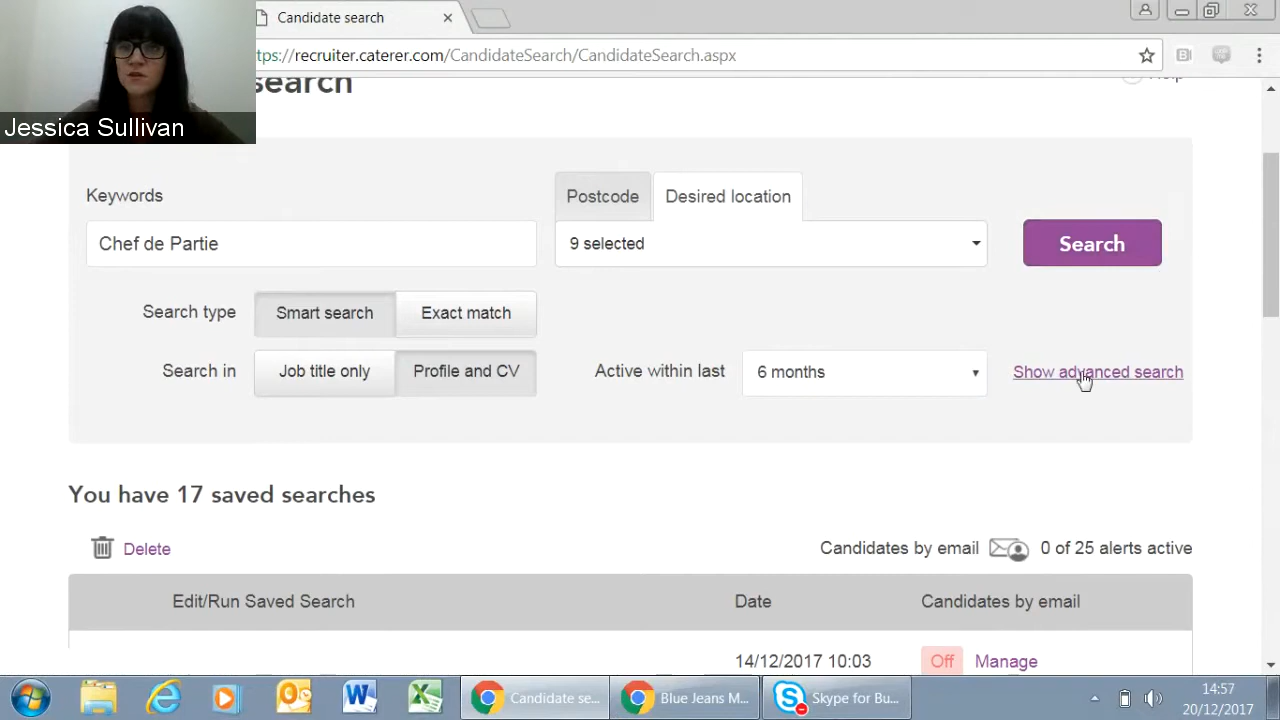 Candidate search
https://recruiter.caterer.com/CandidateSearch/CandidateSearch.aspx
search
Help
Jessica Sullivan
Keywords
Postcode
Desired location
Chef de Partie
9 selected
Search
Search type
Smart search
Exact match
Search in
Job title only
Profile and CV
Active within last
6 months
Show advanced search
You have 17 saved searches
Delete
Candidates by email
0 of 25 alerts active
Edit/Run Saved Search
Date
Candidates by email
14/12/2017 10:03
Off
Manage
Candidate se...
Blue Jeans M...
Skype for Bu...
14:57
20/12/2017